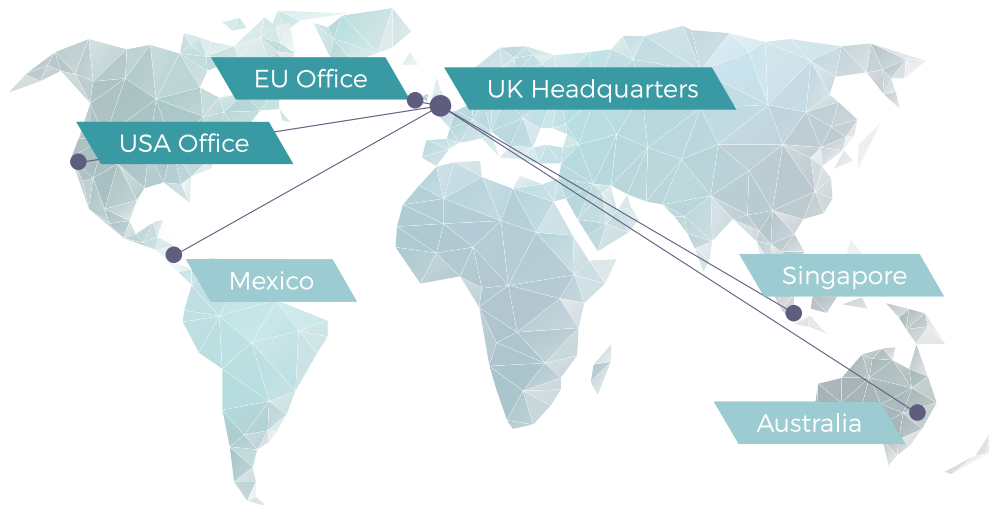 EU Office
UK Headquarters
USA Office
Mexico
Singapore
Australia